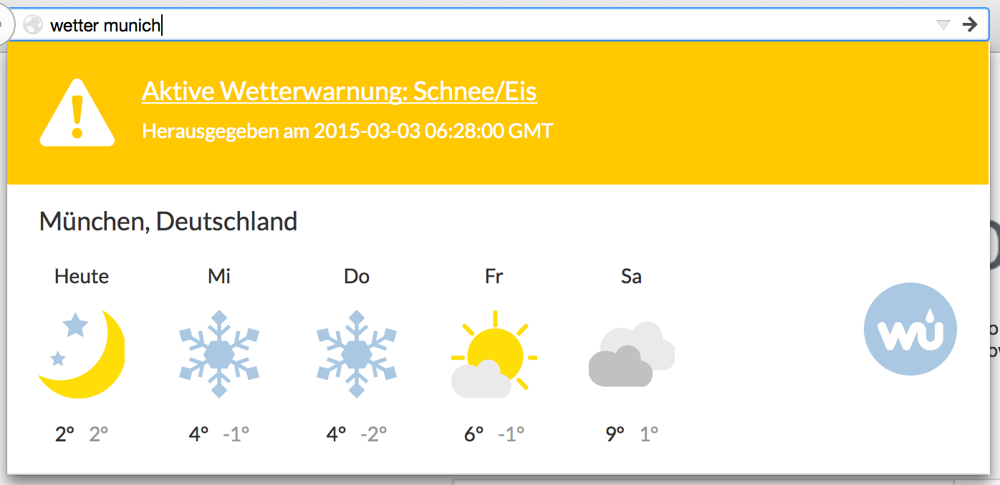 wetter munich
Aktive Wetterwarnung: Schnee/Eis
Herausgegeben am 2015-03-03 06:28:00 GMT
München, Deutschland
Heute Mi Do Fr Sa
wu
2° 2° 4° -1° 4° -2° 6° -1° 9° 1°